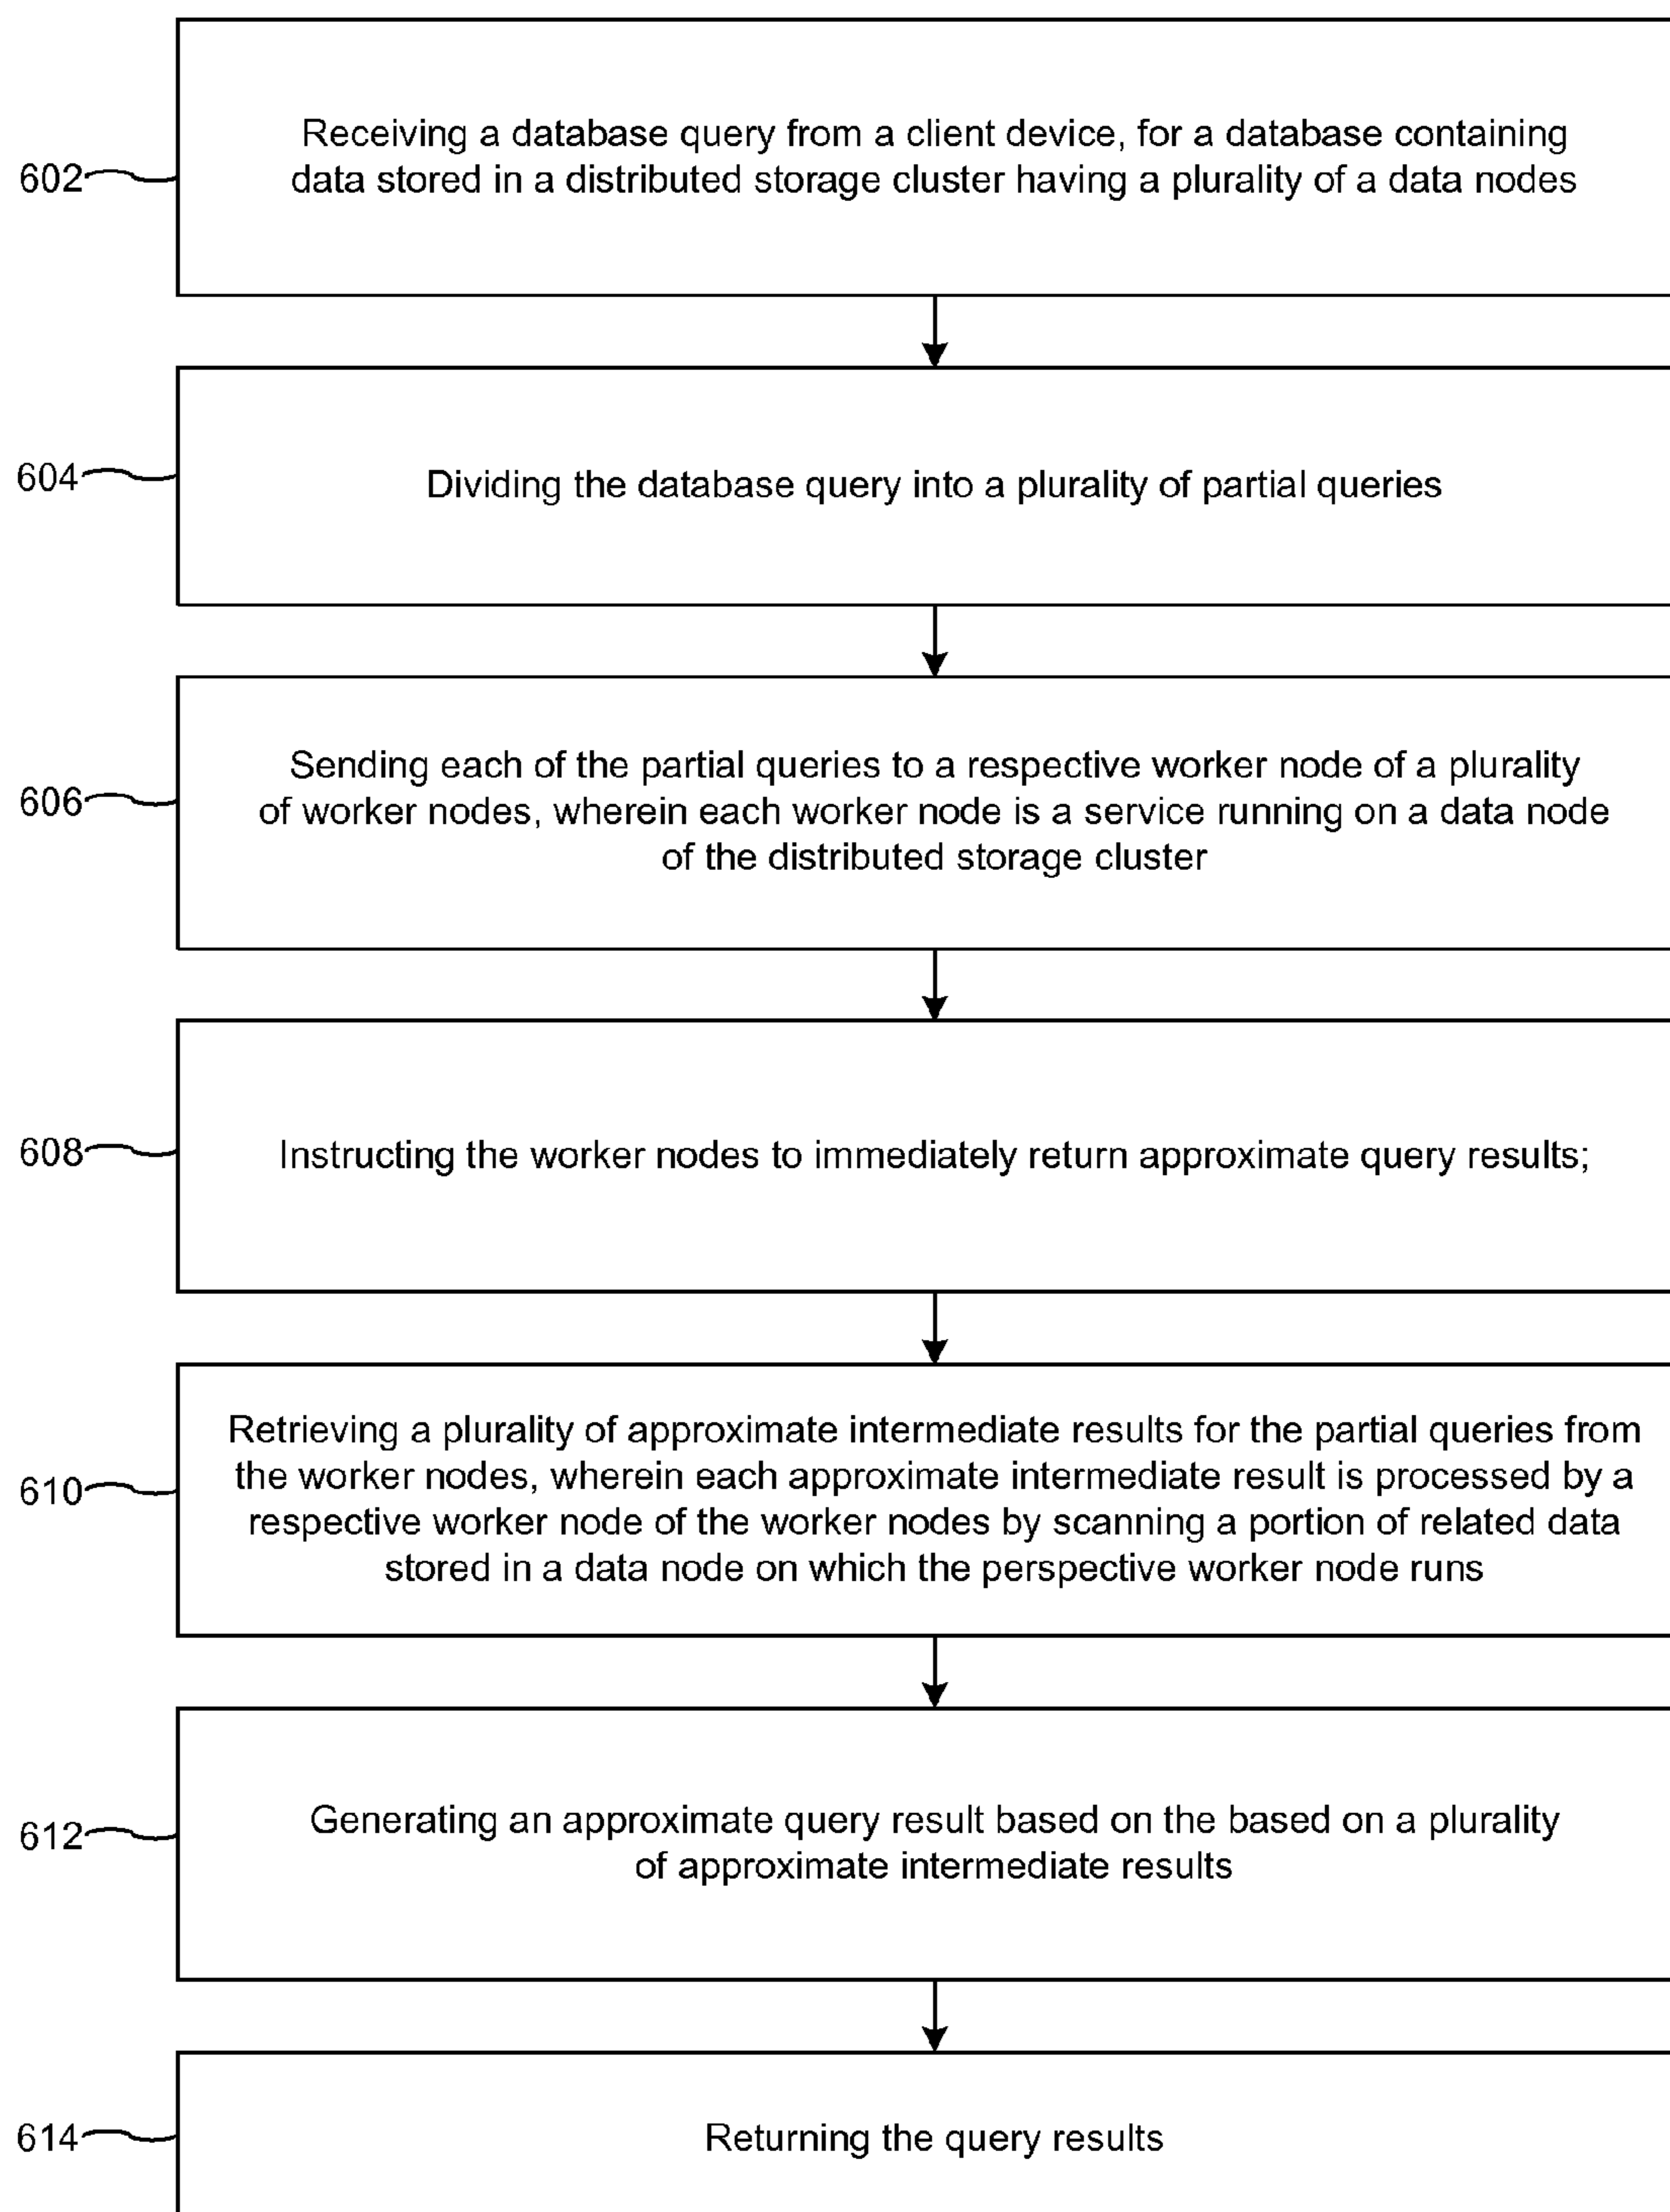 602
Receiving a database query from a client device, for a database containing
data stored in a distributed storage cluster having a plurality of a data nodes
604
Dividing the database query into a plurality of partial queries
606
Sending each of the partial queries to a respective worker node of a plurality
of worker nodes, wherein each worker node is a service running on a data node
of the distributed storage cluster
608
Instructing the worker nodes to immediately return approximate query results;
610
Retrieving a plurality of approximate intermediate results for the partial queries from
the worker nodes, wherein each approximate intermediate result is processed by a
respective worker node of the worker nodes by scanning a portion of related data
stored in a data node on which the perspective worker node runs
612
Generating an approximate query result based on the based on a plurality
of approximate intermediate results
614
Returning the query results